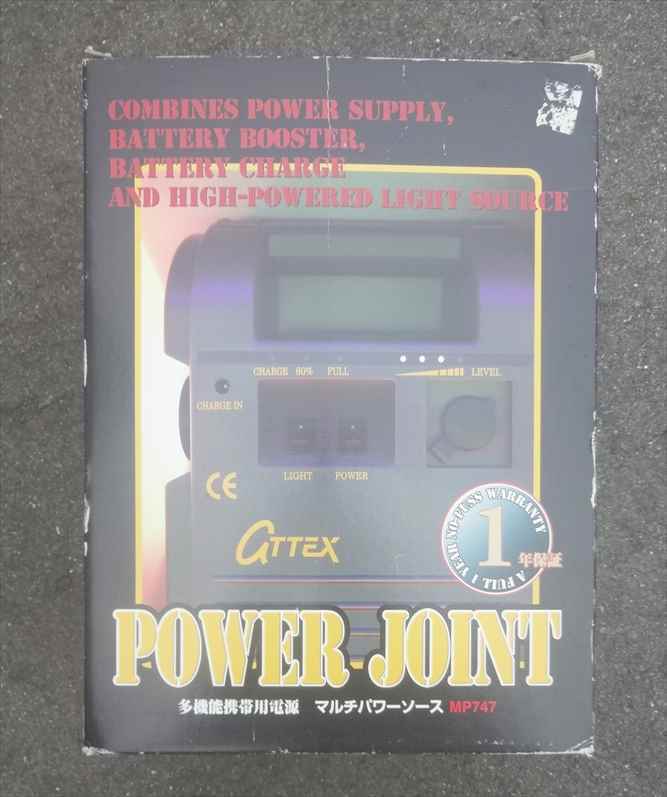 COMBINES POWER SUPPLY,
BATTERY BOOSTER,
BATTERY CHARGE
AND HIGH-POWERED LIGHT SOURCE
CHARGE 80% FULL
LEVEL
CHARGE IN
LIGHT POWER
CE
ATTEX
A FULL 1 YEAR NO-FUSS WARRANTY
1
年保証
POWER JOINT
多機能携帯用電源 マルチパワーソース MP747